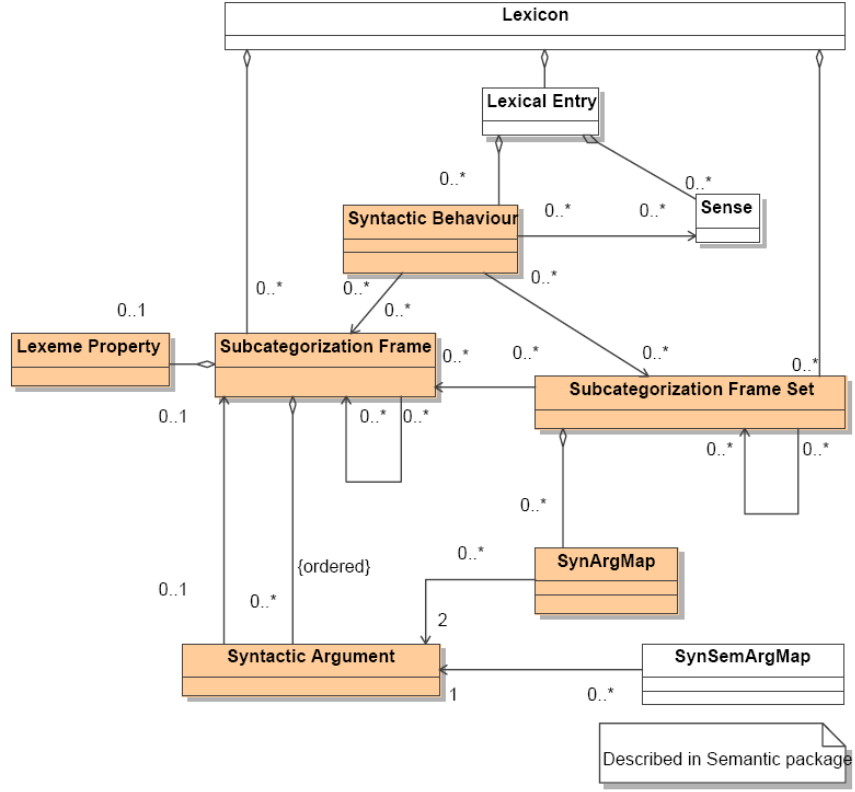 Lexicon
Lexical Entry
0..*
0..*
Sense
Syntactic Behaviour
0..*
0..*
0..*
0..*
0..*
0..*
0..1
Lexeme Property
Subcategorization Frame
0..*
0..*
0..*
0..*
Subcategorization Frame Set
0..1
0..*
0..*
0..*
0..*
0..*
{ordered}
0..*
SynArgMap
0..1
0..*
2
Syntactic Argument
SynSemArgMap
1
0..*
Described in Semantic package